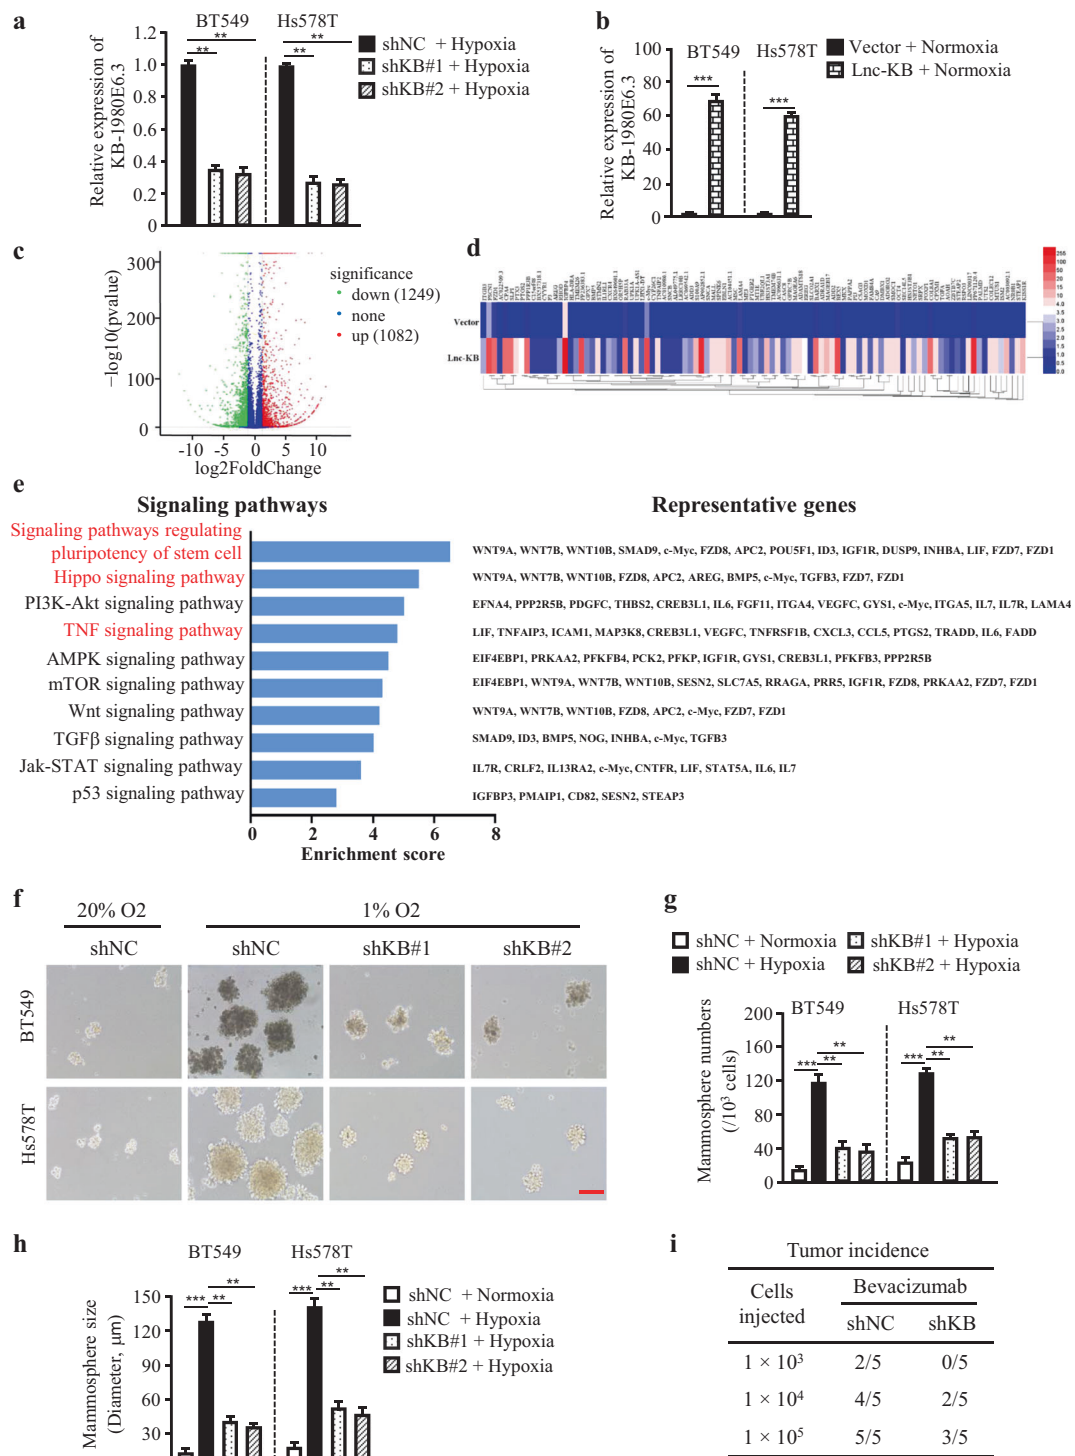 a
BT549
Hs578T
**
**
**
**
1.2
1.0
0.8
0.6
0.4
0.2
0
Relative expression of
KB-1980E6.3
shNC + Hypoxia
shKB#1 + Hypoxia
shKB#2 + Hypoxia
b
BT549
Hs578T
***
***
100
80
60
40
20
0
Relative expression of
KB-1980E6.3
Vector + Normoxia
Lnc-KB + Normoxia
c
300
200
100
0
−log10(pvalue)
-10 -5 0 5 10
log2FoldChange
significance
down (1249)
none
up (1082)
d
Vector
Lnc-KB
e
Signaling pathways
Representative genes
Signaling pathways regulating
pluripotency of stem cell
WNT9A, WNT7B, WNT10B, SMAD9, c-Myc, FZD8, APC2, POU5F1, ID3, IGF1R, DUSP9, INHBA, LIF, FZD7, FZD1
Hippo signaling pathway
WNT9A, WNT7B, WNT10B, FZD8, APC2, AREG, BMP5, c-Myc, TGFB3, FZD7, FZD1
PI3K-Akt signaling pathway
EFNA4, PPP2R5B, PDGFC, THBS2, CREB3L1, IL6, FGF11, ITGA4, VEGFC, GYS1, c-Myc, ITGA5, IL7, IL7R, LAMA4
TNF signaling pathway
LIF, TNFAIP3, ICAM1, MAP3K8, CREB3L1, VEGFC, TNFRSF1B, CXCL3, CCL5, PTGS2, TRADD, IL6, FADD
AMPK signaling pathway
EIF4EBP1, PRKAA2, PFKFB4, PCK2, PFKP, IGF1R, GYS1, CREB3L1, PFKFB3, PPP2R5B
mTOR signaling pathway
EIF4EBP1, WNT9A, WNT7B, WNT10B, SESN2, SLC7A5, RRAGA, PRR5, IGF1R, FZD8, PRKAA2, FZD7, FZD1
Wnt signaling pathway
WNT9A, WNT7B, WNT10B, FZD8, APC2, c-Myc, FZD7, FZD1
TGFβ signaling pathway
SMAD9, ID3, BMP5, NOG, INHBA, c-Myc, TGFB3
Jak-STAT signaling pathway
IL7R, CRLF2, IL13RA2, c-Myc, CNTFR, LIF, STAT5A, IL6, IL7
p53 signaling pathway
IGFBP3, PMAIP1, CD82, SESN2, STEAP3
0 2 4 6 8
Enrichment score
f
20% O2
1% O2
shNC
shNC
shKB#1
shKB#2
BT549
Hs578T
g
shNC + Normoxia
shKB#1 + Hypoxia
shNC + Hypoxia
shKB#2 + Hypoxia
BT549
Hs578T
200
160
120
80
40
0
Mammosphere numbers
(/10³ cells)
***
**
**
***
**
**
h
BT549
Hs578T
***
**
**
***
**
**
150
120
90
60
30
Mammosphere size
(Diameter, μm)
shNC + Normoxia
shNC + Hypoxia
shKB#1 + Hypoxia
shKB#2 + Hypoxia
i
Tumor incidence
Cells
injected
Bevacizumab
shNC shKB
1 × 10³ 2/5 0/5
1 × 10⁴ 4/5 2/5
1 × 10⁵ 5/5 3/5